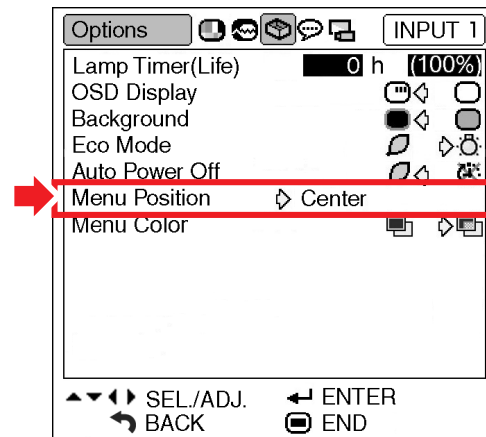 Options INPUT 1
Lamp Timer(Life) 0 h (100%)
OSD Display
Background
Eco Mode
Auto Power Off
Menu Position Center
Menu Color
SEL./ADJ. ENTER
BACK END